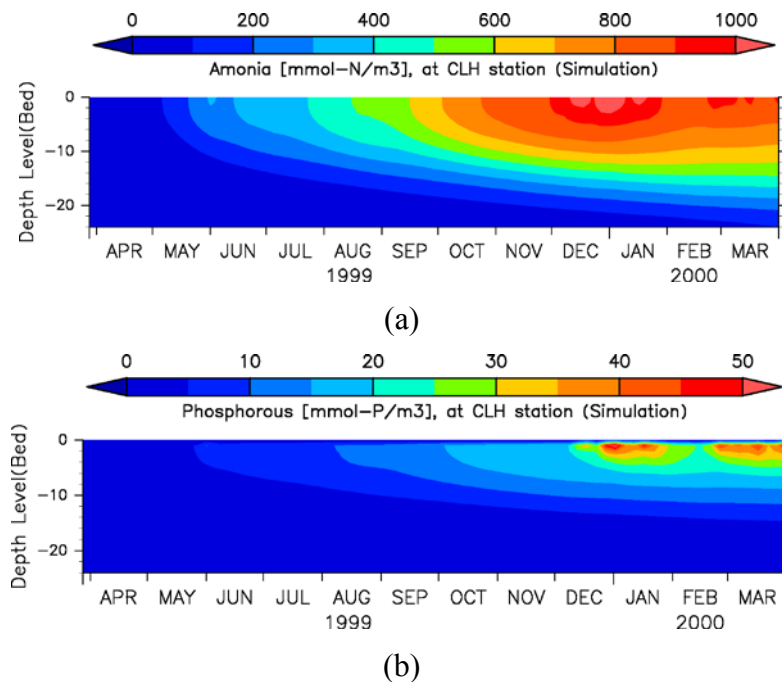 0 200 400 600 800 1000
Amonia [mmol-N/m3], at CLH station (Simulation)
0
-10
-20
Depth Level(Bed)
APR MAY JUN JUL AUG SEP OCT NOV DEC JAN FEB MAR
1999 2000
(a)
0 10 20 30 40 50
Phosphorous [mmol-P/m3], at CLH station (Simulation)
0
-10
-20
Depth Level(Bed)
APR MAY JUN JUL AUG SEP OCT NOV DEC JAN FEB MAR
1999 2000
(b)